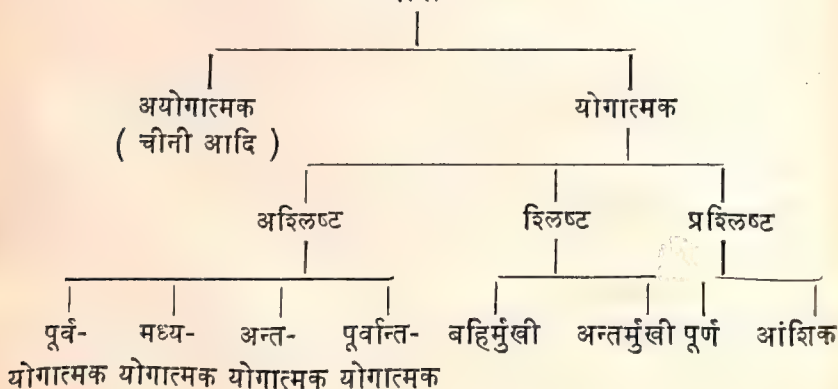 अयोगात्मक योगात्मक
( चीनी आदि )
अश्लिष्ट श्लिष्ट प्रश्लिष्ट
पूर्व- मध्य- अन्त- पूर्वान्त- बहिर्मुखी अन्तर्मुखी पूर्ण आंशिक
योगात्मक योगात्मक योगात्मक योगात्मक